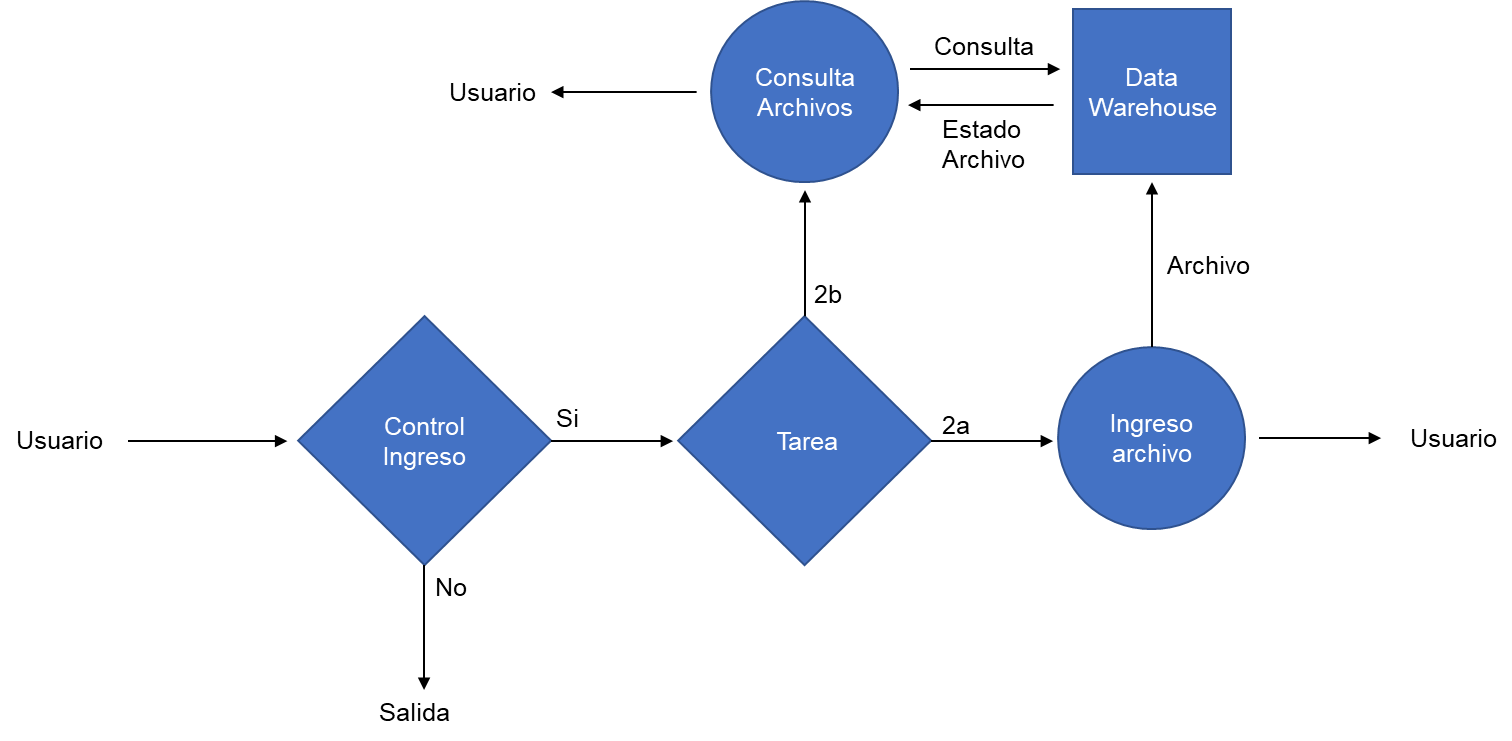 Consulta
Archivos
Data
Warehouse
Consulta
Estado
Archivo
Usuario
2b
Archivo
Usuario
Control
Ingreso
Si
Tarea
2a
Ingreso
archivo
Usuario
No
Salida